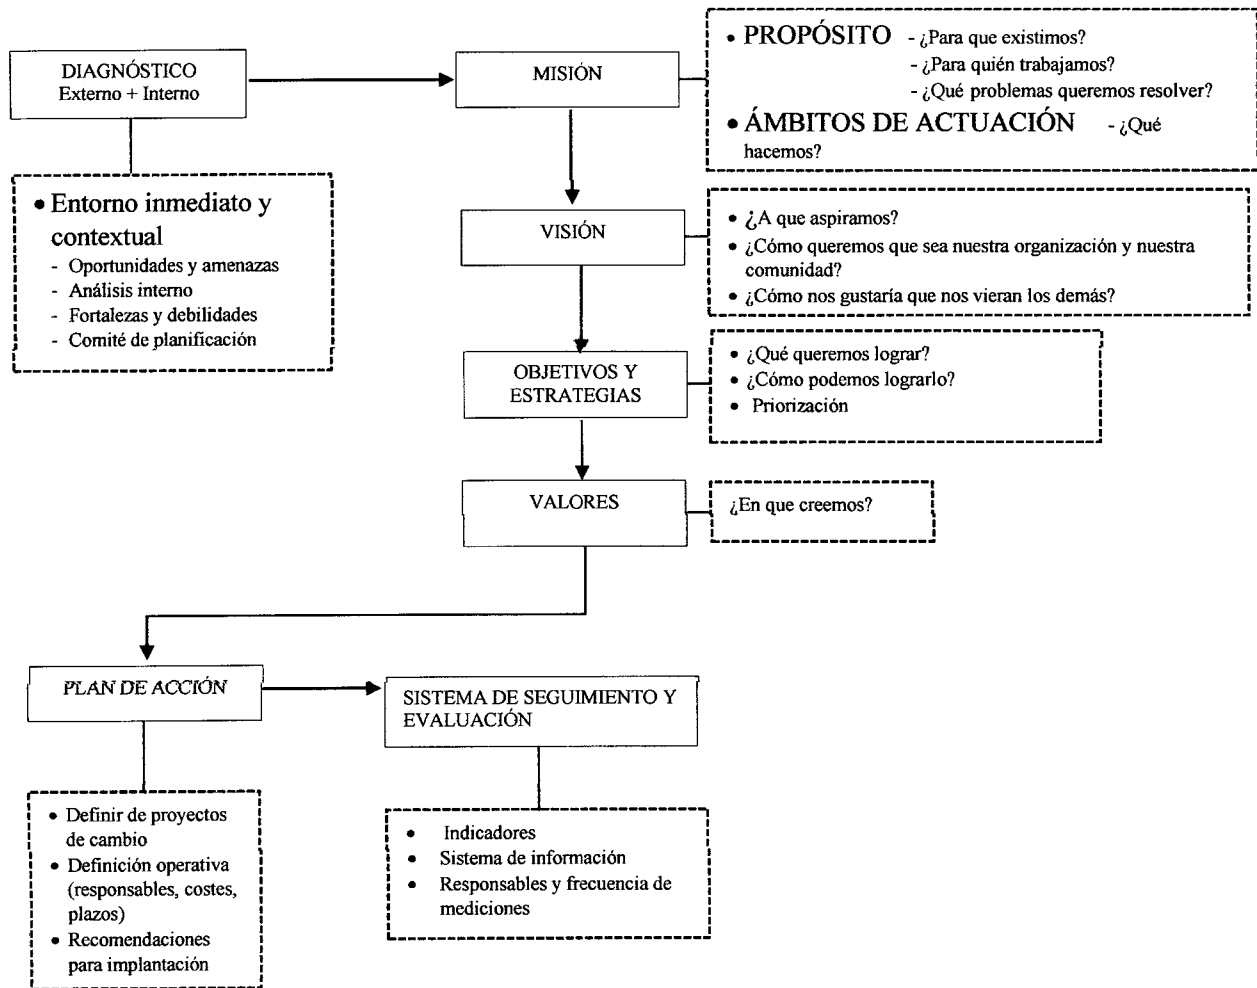 DIAGNÓSTICO
Externo + Interno
• Entorno inmediato y
contextual
- Oportunidades y amenazas
- Análisis interno
- Fortalezas y debilidades
- Comité de planificación
MISIÓN
• PROPÓSITO - ¿Para que existimos?
- ¿Para quién trabajamos?
- ¿Qué problemas queremos resolver?
• ÁMBITOS DE ACTUACIÓN - ¿Qué
hacemos?
VISIÓN
• ¿A que aspiramos?
• ¿Cómo queremos que sea nuestra organización y nuestra
comunidad?
• ¿Cómo nos gustaría que nos vieran los demás?
OBJETIVOS Y
ESTRATEGIAS
• ¿Qué queremos lograr?
• ¿Cómo podemos lograrlo?
• Priorización
VALORES
¿En que creemos?
PLAN DE ACCIÓN
• Definir de proyectos
de cambio
• Definición operativa
(responsables, costes,
plazos)
• Recomendaciones
para implantación
SISTEMA DE SEGUIMIENTO Y
EVALUACIÓN
• Indicadores
• Sistema de información
• Responsables y frecuencia de
mediciones